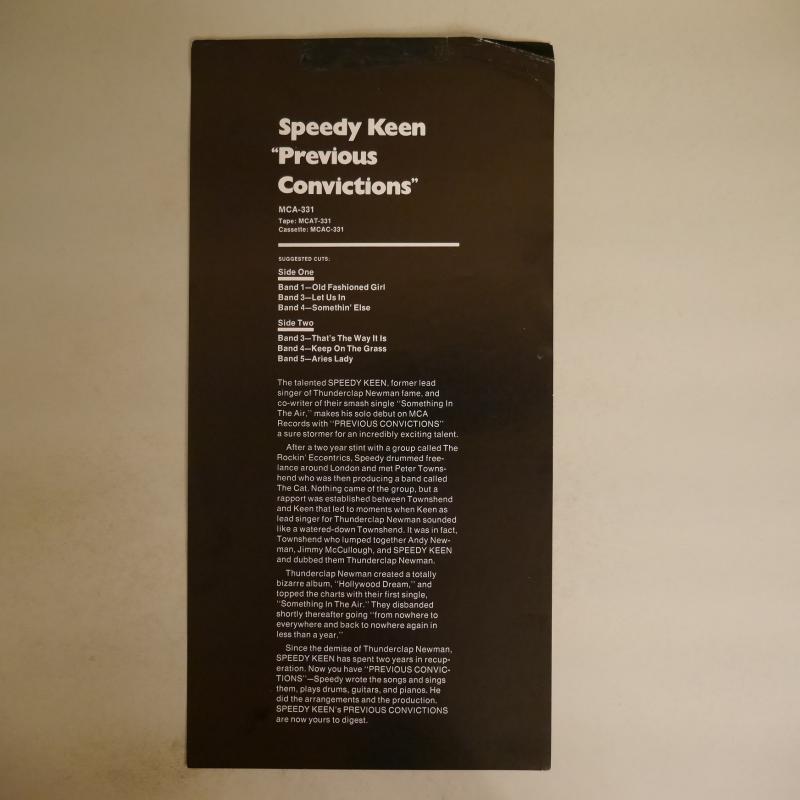 Speedy Keen
“Previous
Convictions”
MCA-331
Tape: MCAT-331
Cassette: MCAC-331
SUGGESTED CUTS:
Side One
Band 1—Old Fashioned Girl
Band 3—Let Us In
Band 4—Somethin' Else
Side Two
Band 3—That's The Way It Is
Band 4—Keep On The Grass
Band 5—Aries Lady
The talented SPEEDY KEEN, former lead
singer of Thunderclap Newman fame, and
co-writer of their smash single “Something In
The Air,” makes his solo debut on MCA
Records with “PREVIOUS CONVICTIONS”
a sure stormer for an incredibly exciting talent.
After a two year stint with a group called The
Rockin' Eccentrics, Speedy drummed free-
lance around London and met Peter Towns-
hend who was then producing a band called
The Cat. Nothing came of the group, but a
rapport was established between Townshend
and Keen that led to moments when Keen as
lead singer for Thunderclap Newman sounded
like a watered-down Townshend. It was in fact,
Townshend who lumped together Andy New-
man, Jimmy McCullough, and SPEEDY KEEN
and dubbed them Thunderclap Newman.
Thunderclap Newman created a totally
bizarre album, “Hollywood Dream,” and
topped the charts with their first single,
“Something In The Air.” They disbanded
shortly thereafter going “from nowhere to
everywhere and back to nowhere again in
less than a year.”
Since the demise of Thunderclap Newman,
SPEEDY KEEN has spent two years in recup-
eration. Now you have “PREVIOUS CONVIC-
TIONS”—Speedy wrote the songs and sings
them, plays drums, guitars, and pianos. He
did the arrangements and the production.
SPEEDY KEEN's PREVIOUS CONVICTIONS
are now yours to digest.